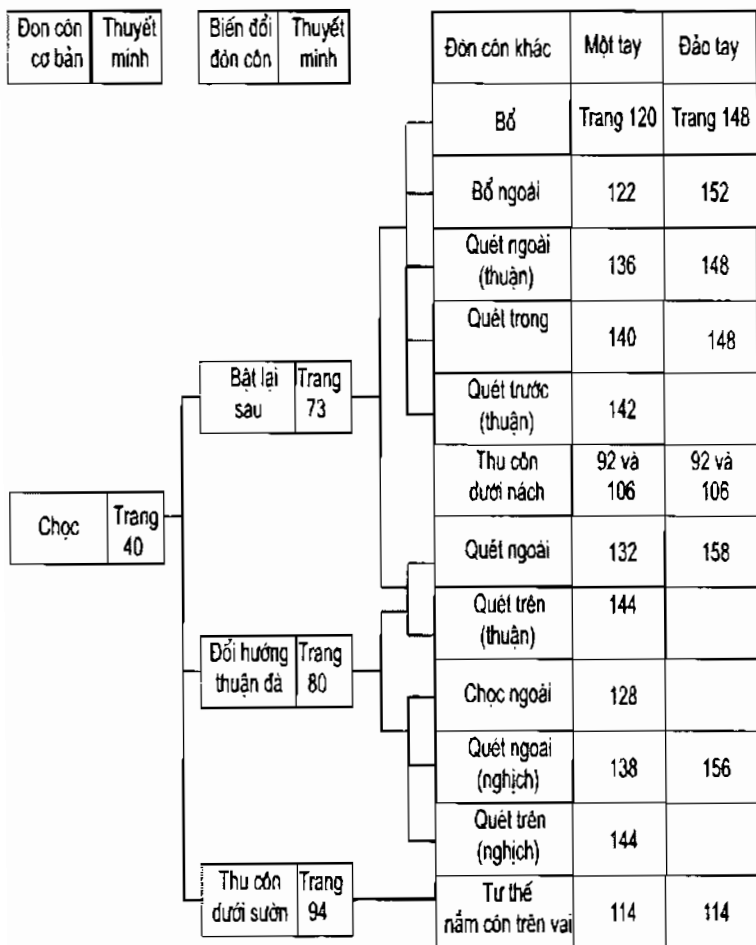 Đon côn
cơ bản
Thuyết
minh
Biến đổi
đòn côn
Thuyết
minh
Đòn côn khác
Một tay
Đảo tay
Bổ
Trang 120
Trang 148
Bổ ngoài
122
152
Quét ngoài
(thuận)
136
148
Quét trong
140
148
Bật lại
sau
Trang
73
Quét trước
(thuận)
142
Thu côn
dưới nách
92 và
106
92 và
106
Chọc
Trang
40
Quét ngoài
132
158
Quét trên
(thuận)
144
Đổi hướng
thuận đà
Trang
80
Chọc ngoài
128
Quét ngoài
(nghịch)
138
156
Quét trên
(nghịch)
144
Thu côn
dưới sườn
Trang
94
Tư thế
nắm côn trên vai
114
114